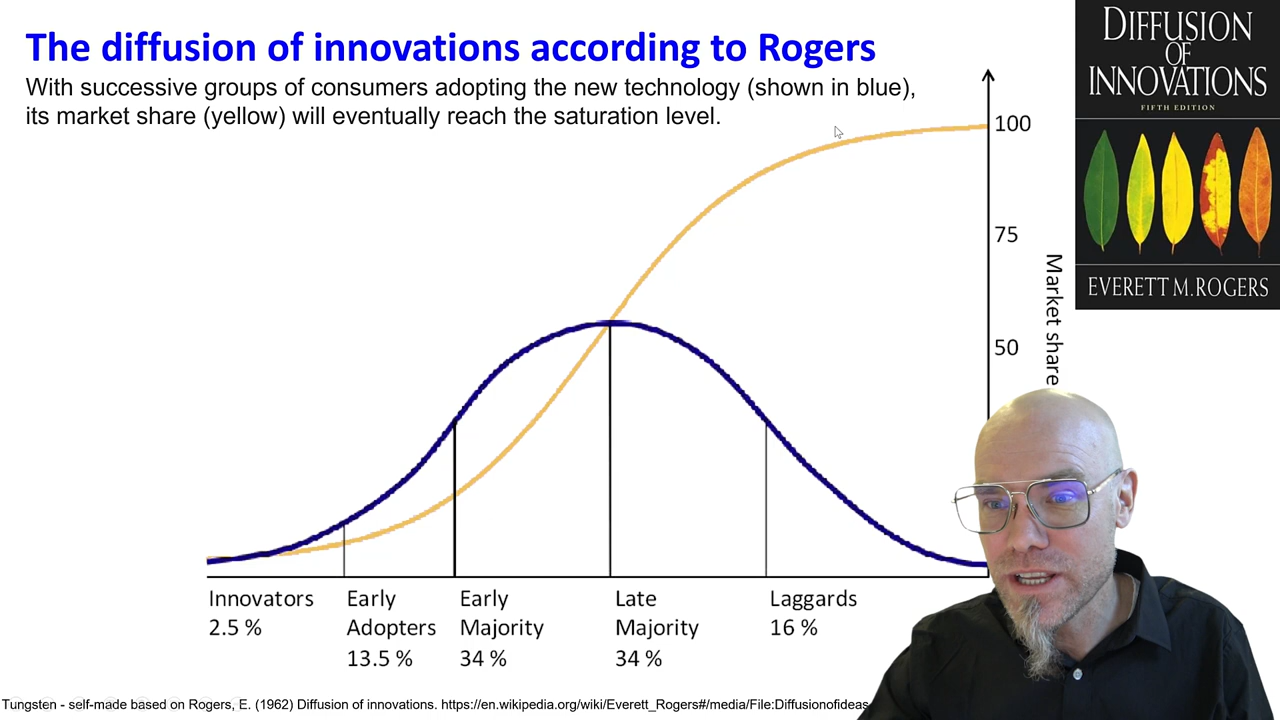 The diffusion of innovations according to Rogers
With successive groups of consumers adopting the new technology (shown in blue),
its market share (yellow) will eventually reach the saturation level.
DIFFUSION
OF
INNOVATIONS
FIFTH EDITION
EVERETT M. ROGERS
100
75
50
Market share
Innovators
2.5 %
Early
Adopters
13.5 %
Early
Majority
34 %
Late
Majority
34 %
Laggards
16 %
Tungsten - self-made based on Rogers, E. (1962) Diffusion of innovations. https://en.wikipedia.org/wiki/Everett_Rogers#/media/File:Diffusionofideas